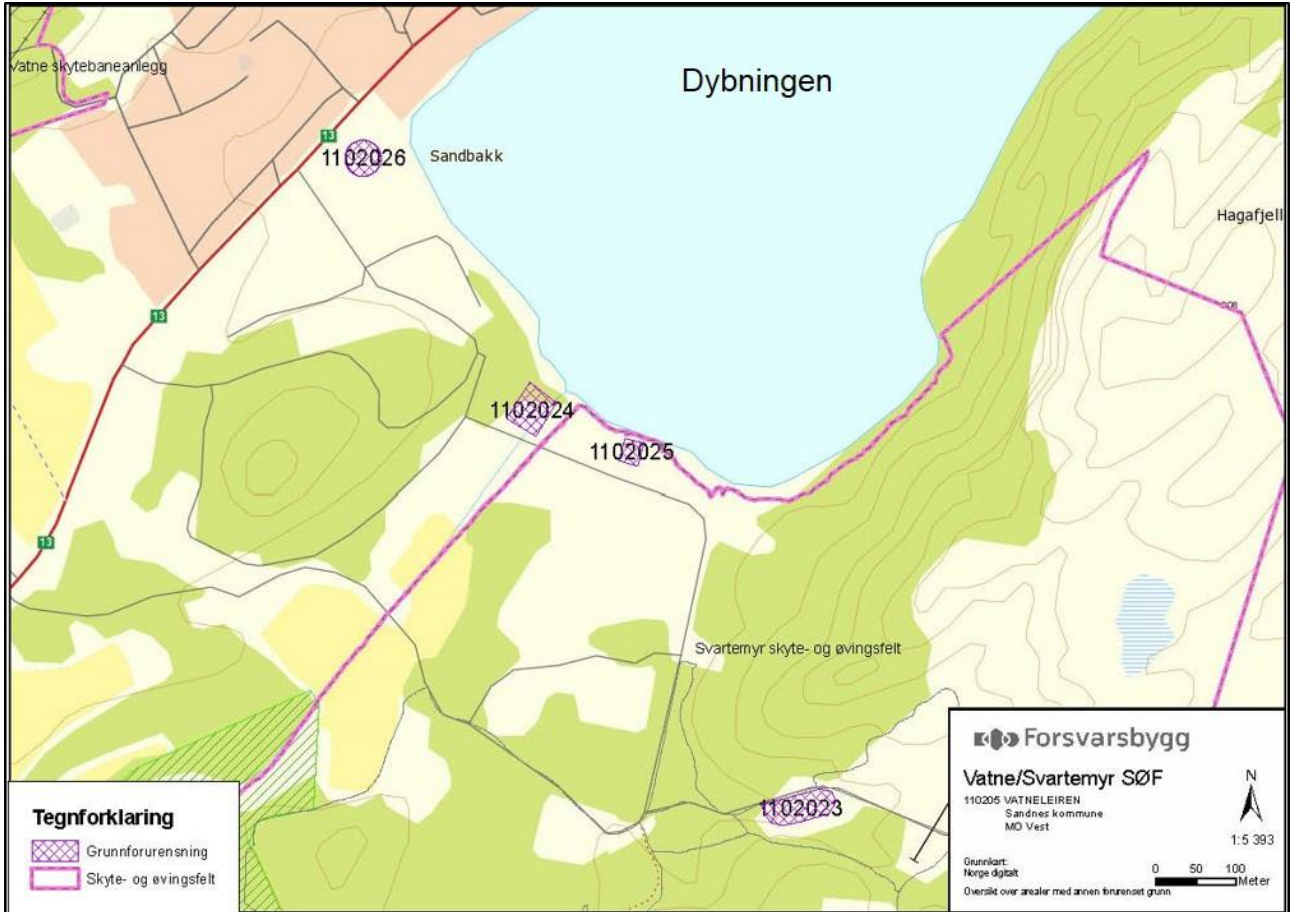 Dybningen
Vatne skytebaneanlegg
13
1102026
Sandbakk
Hagafjell
13
1102024
1102025
13
Svartemyr skyte- og øvingsfelt
1102023
Tegnforklaring
Grunnforurensning
Skyte- og øvingsfelt
Forsvarsbygg
Vatne/Svartemyr SØF
110205 VATNELEIREN
Sandnes kommune
MO Vest
N
1:5 393
Grunnkart:
Norge digitalt
0 50 100
Meter
Oversikt over arealer med annen forurenset grunn